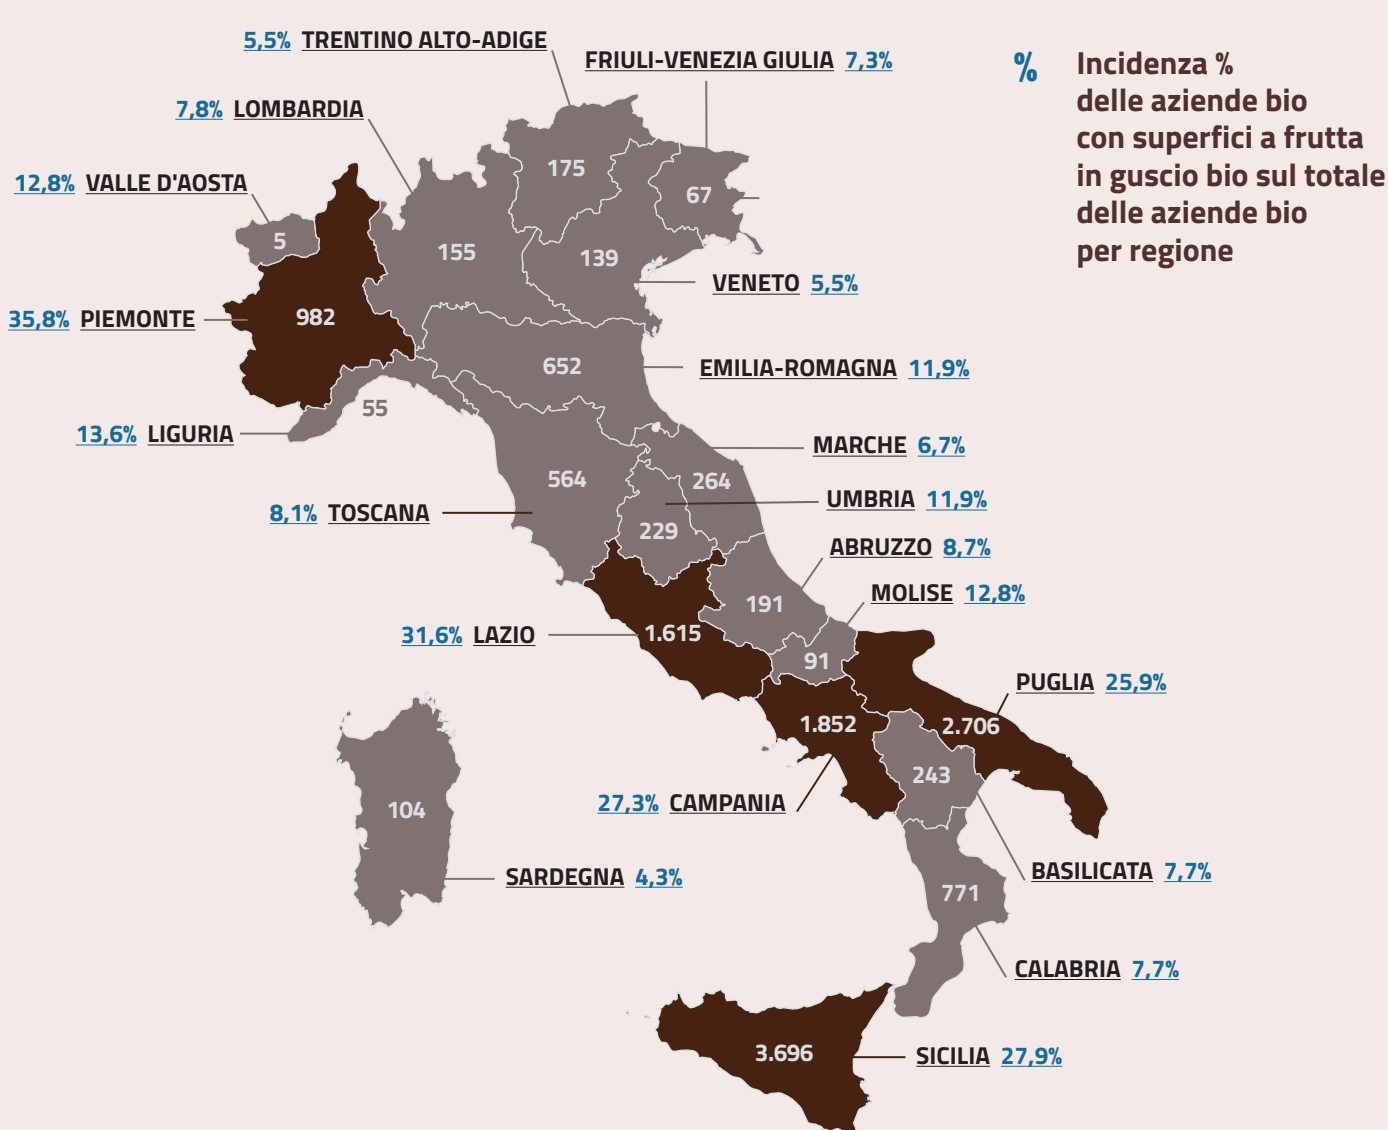 5,5% TRENTINO ALTO-ADIGE
FRIULI-VENEZIA GIULIA 7,3%
%
Incidenza %
delle aziende bio
con superfici a frutta
in guscio bio sul totale
delle aziende bio
per regione
7,8% LOMBARDIA
175
12,8% VALLE D'AOSTA
67
5
155
139
VENETO 5,5%
35,8% PIEMONTE
982
652
EMILIA-ROMAGNA 11,9%
55
13,6% LIGURIA
MARCHE 6,7%
564
264
UMBRIA 11,9%
8,1% TOSCANA
229
ABRUZZO 8,7%
MOLISE 12,8%
191
31,6% LAZIO
1.615
91
PUGLIA 25,9%
1.852
2.706
243
27,3% CAMPANIA
104
BASILICATA 7,7%
SARDEGNA 4,3%
771
CALABRIA 7,7%
3.696
SICILIA 27,9%